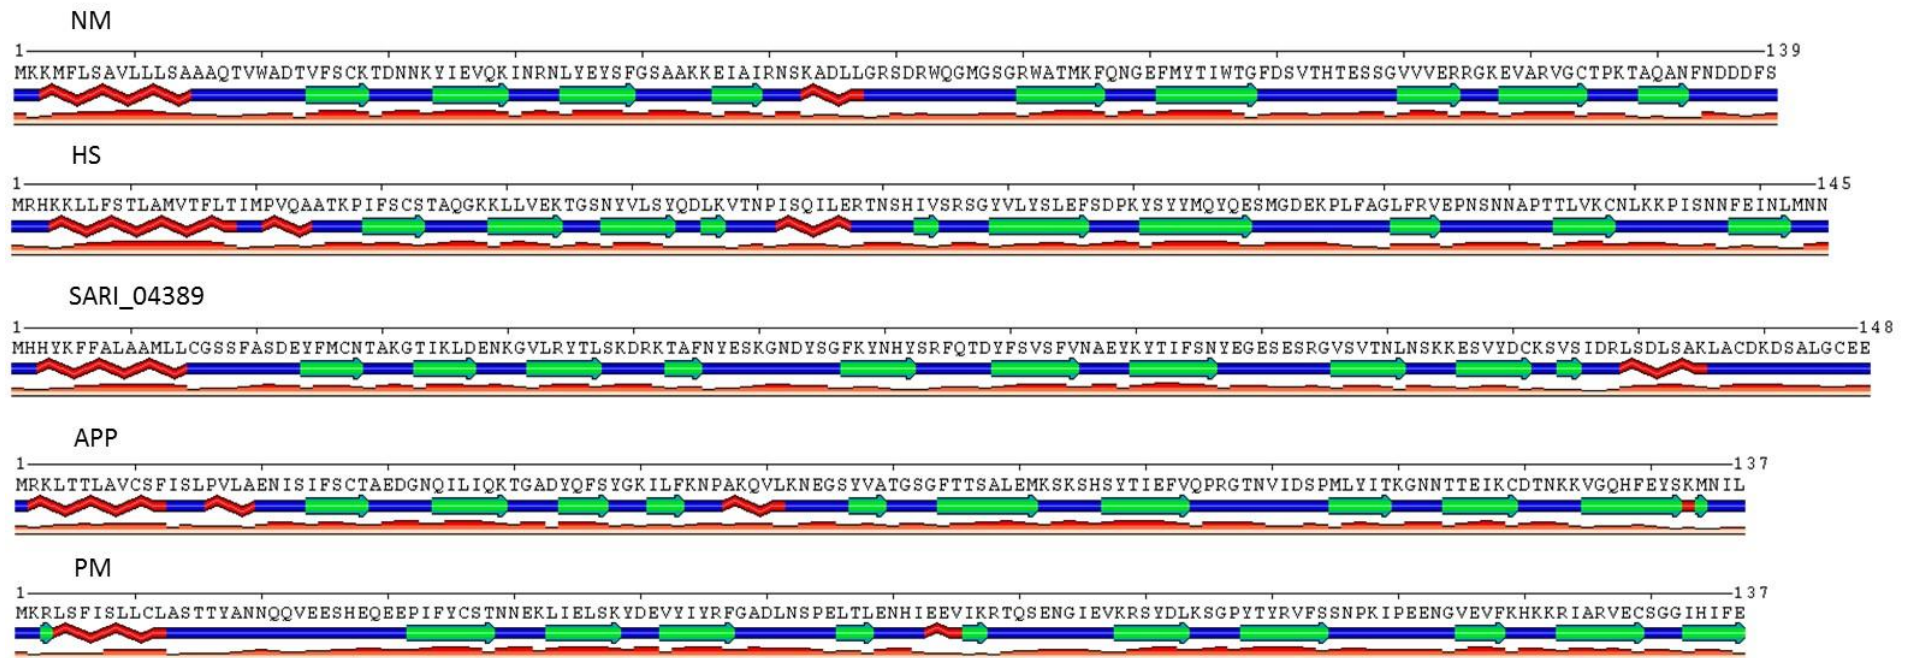 NM
1 139
MKKMFLSAVLLLSAAAQTVWADTVFSCKTDNNKYIEVQKINRNLYEYSFGSAAKKEIAIRNSKADLLGRSDRWQGMGSGRWATMKFQNGEFMYTIWTGFDSVTHTESSGVVVERRGKEVARVGCTPKTAQANFNDDDFS
HS
1 145
MRHKKLLFSTLAMVTFLTIMPVQAATKPIFSCSTAQGKKLLVEKTGSNYVLSYQDLKVTNPISQILERTNSHIVSRSGYVLYSLEFSDPKYSYYMQYQESMGDEKPLFAGLFRVEPNSNNAPTTLVKCNLKKPISNNFEINLMNN
SARI_04389
1 148
MHHYKFFALAAMLLCGSSFASDEYFMCNTAKGTIKLDENKGVLRYTLSKDRKTAFNYESKGNDYSGFKYNHYSRFQTDYFSVSFVNAEYKYTIFSNYEGESESRGVSVTNLNSKKESVYDCKSVSIDRLSDLSAKLACDKDSALGCEE
APP
1 137
MRKLTTLAVCSFISLPVLAENISIFSCTAEDGNQILIQKTGADYQFSYGKILFKNPAKQVLKNEGSYVATGSGFTTSALEMKSKSHSYTIEFVQPRGTNVIDSPMLYITKGNNTTEIKCDTNKKVGQHFEYSKMNIL
PM
1 137
MKRLSFISLLCLASTTYANNQQVEESHEQEEPIFYCSTNNEKLIELSKYDEVYIYRFGADLNSPELTLENHIEEVIKRTQSENGIEVKRSYDLKSGPYTYRVFSSNPKIPEENGVEVFKHKKRIARVECSGGIHIFE